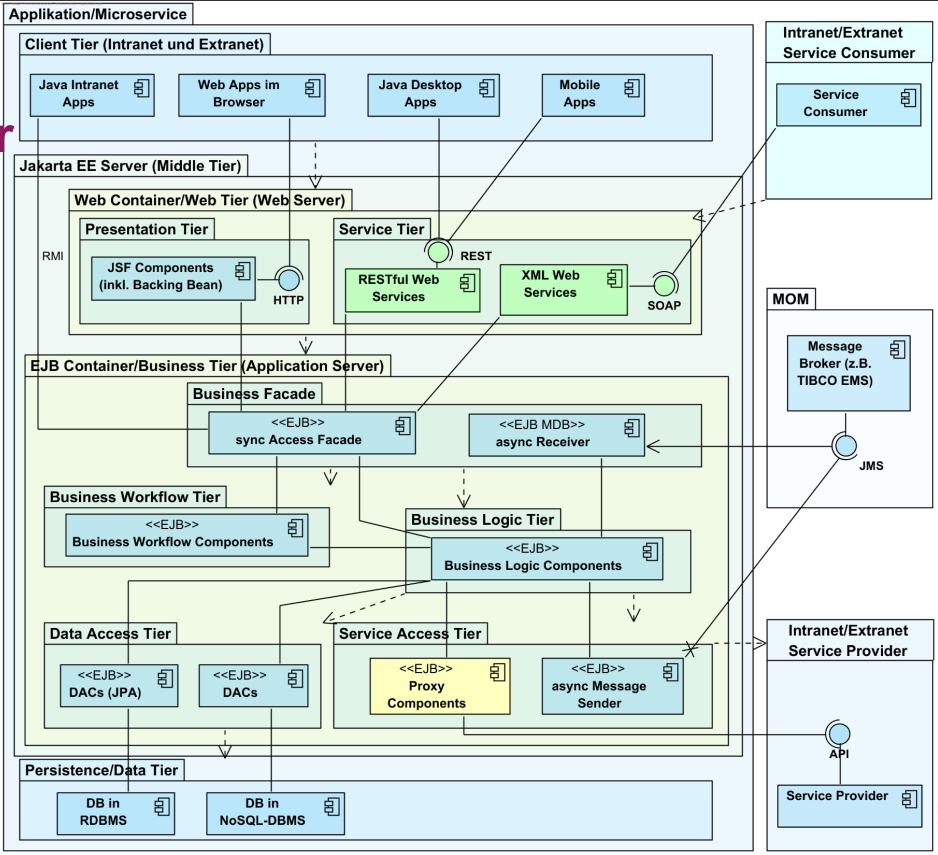 Applikation/Microservice
Client Tier (Intranet und Extranet)
Java Intranet
Apps
Web Apps im
Browser
Java Desktop
Apps
Mobile
Apps
Intranet/Extranet
Service Consumer
Service
Consumer
r
Jakarta EE Server (Middle Tier)
Web Container/Web Tier (Web Server)
Presentation Tier
JSF Components
(inkl. Backing Bean)
HTTP
Service Tier
REST
RESTful Web
Services
XML Web
Services
SOAP
RMI
MOM
Message
Broker (z.B.
TIBCO EMS)
JMS
EJB Container/Business Tier (Application Server)
Business Facade
<<EJB>>
sync Access Facade
<<EJB MDB>>
async Receiver
Business Workflow Tier
<<EJB>>
Business Workflow Components
Business Logic Tier
<<EJB>>
Business Logic Components
Data Access Tier
<<EJB>>
DACs (JPA)
<<EJB>>
DACs
Service Access Tier
<<EJB>>
Proxy
Components
<<EJB>>
async Message
Sender
Intranet/Extranet
Service Provider
API
Service Provider
Persistence/Data Tier
DB in
RDBMS
DB in
NoSQL-DBMS